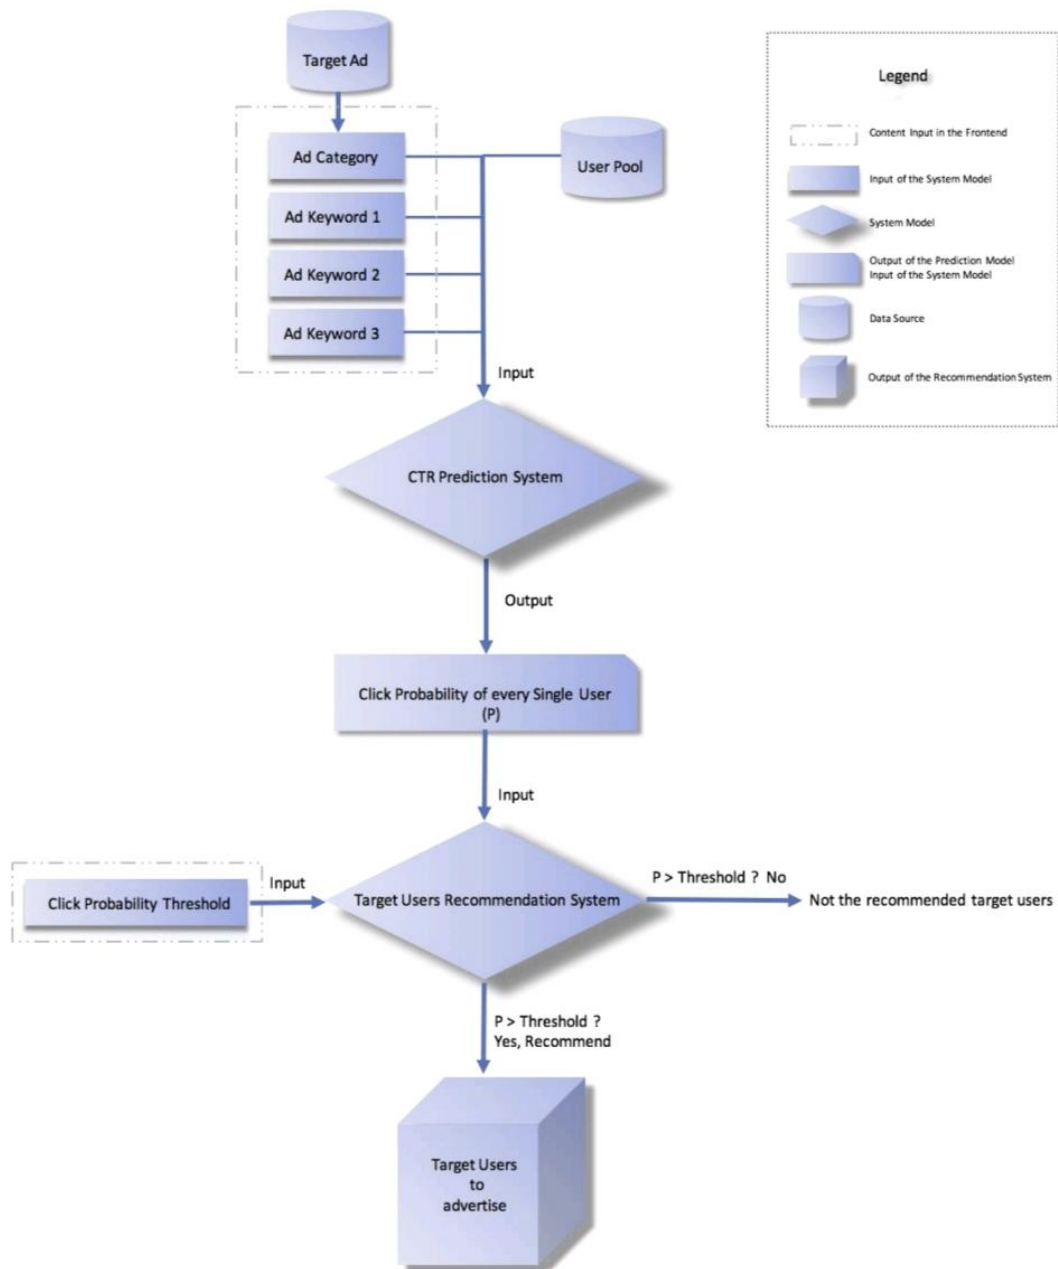 Target Ad
Ad Category
Ad Keyword 1
Ad Keyword 2
Ad Keyword 3
User Pool
Input
CTR Prediction System
Output
Click Probability of every Single User
(P)
Input
Click Probability Threshold
Input
Target Users Recommendation System
P > Threshold ? No
Not the recommended target users
P > Threshold ?
Yes, Recommend
Target Users
to
advertise
Legend
Content Input in the Frontend
Input of the System Model
System Model
Output of the Prediction Model
Input of the System Model
Data Source
Output of the Recommendation System